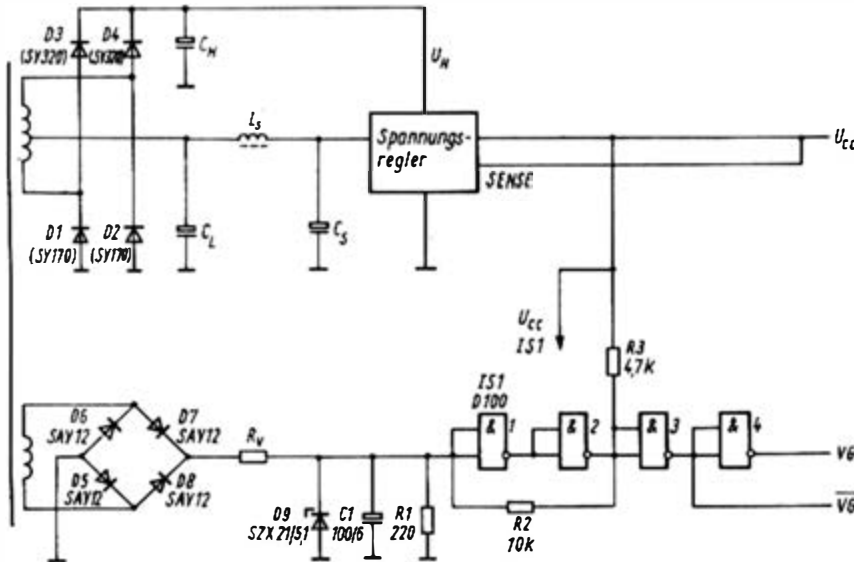 D3
(SY320)
D4
(SY320)
C_H
U_H
L_S
Spannungs-
regler
U_CC
SENSE
D1
(SY170)
D2
(SY170)
C_L
C_S
U_CC
IS1
R3
4,7k
IS1
D100
D6
SAY12
D7
SAY12
R_v
&
1
&
2
&
3
&
4
VG
D5
SAY12
D8
SAY12
D9
SZX 21/5,1
C1
100/6
R1
220
R2
10k
V̅G̅